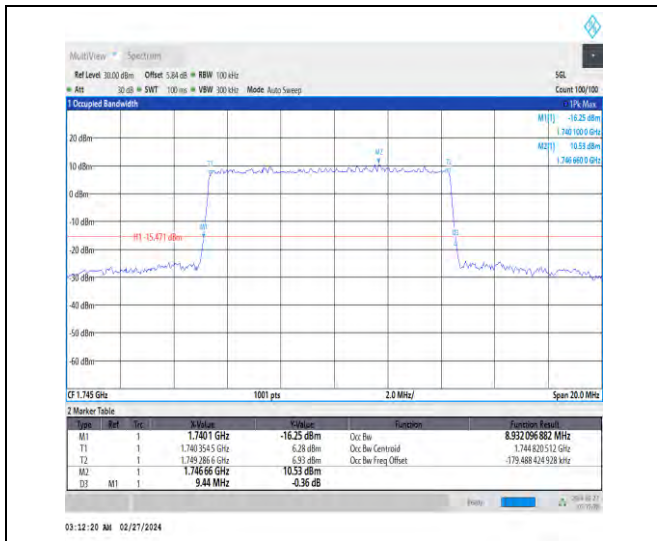 MultiView Spectrum
Ref Level 30.00 dBm Offset 5.84 dB RBW 100 kHz SGL
Att 30 dB SWT 100 ms VBW 300 kHz Mode Auto Sweep Count 100/100
1 Occupied Bandwidth 1Pk Max
M1[1] -16.25 dBm
1.740 100 0 GHz
M2[1] 10.53 dBm
1.746 660 0 GHz
20 dBm
M2
T1 T2
10 dBm
0 dBm
-10 dBm
M1 D3
H1 -15.471 dBm
-20 dBm
-30 dBm
-40 dBm
-50 dBm
-60 dBm
CF 1.745 GHz 1001 pts 2.0 MHz/ Span 20.0 MHz
2 Marker Table
Type Ref Trc X-Value Y-Value Function Function Result
M1 1 1.7401 GHz -16.25 dBm Occ Bw 8.932 096 882 MHz
T1 1 1.740 354 5 GHz 6.28 dBm Occ Bw Centroid 1.744 820 512 GHz
T2 1 1.749 286 6 GHz 6.93 dBm Occ Bw Freq Offset -179.488 424 928 kHz
M2 1 1.746 66 GHz 10.53 dBm
D3 M1 1 9.44 MHz -0.36 dB
03:12:20 AM 02/27/2024